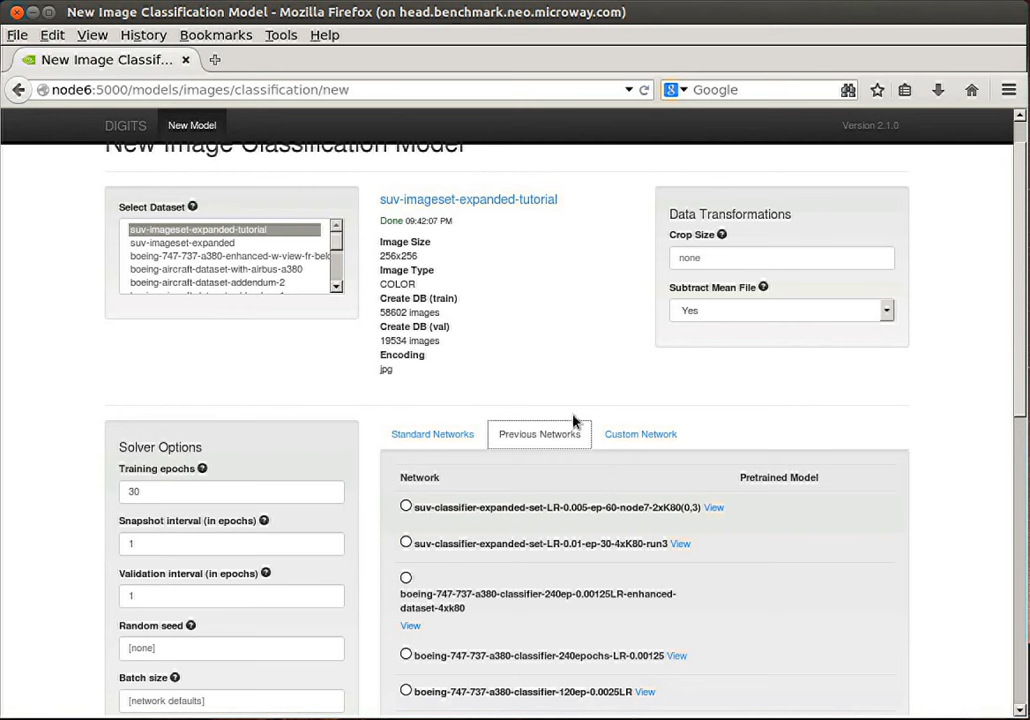 New Image Classification Model - Mozilla Firefox (on head.benchmark.neo.microway.com)
File Edit View History Bookmarks Tools Help
New Image Classif...
node6:5000/models/images/classification/new
Google
DIGITS New Model Version 2.1.0
New Image Classification Model
Select Dataset
suv-imageset-expanded-tutorial
suv-imageset-expanded
boeing-747-737-a380-enhanced-w-view-fr-belo
boeing-aircraft-dataset-with-airbus-a380
boeing-aircraft-dataset-addendum-2
suv-imageset-expanded-tutorial
Done 09:42:07 PM
Image Size
256x256
Image Type
COLOR
Create DB (train)
58602 images
Create DB (val)
19534 images
Encoding
jpg
Data Transformations
Crop Size
none
Subtract Mean File
Yes
Solver Options
Training epochs
30
Snapshot interval (in epochs)
1
Validation interval (in epochs)
1
Random seed
[none]
Batch size
[network defaults]
Standard Networks Previous Networks Custom Network
Network Pretrained Model
suv-classifier-expanded-set-LR-0.005-ep-60-node7-2xK80(0,3) View
suv-classifier-expanded-set-LR-0.01-ep-30-4xK80-run3 View
boeing-747-737-a380-classifier-240ep-0.00125LR-enhanced-
dataset-4xk80
View
boeing-747-737-a380-classifier-240epochs-LR-0.00125 View
boeing-747-737-a380-classifier-120ep-0.0025LR View